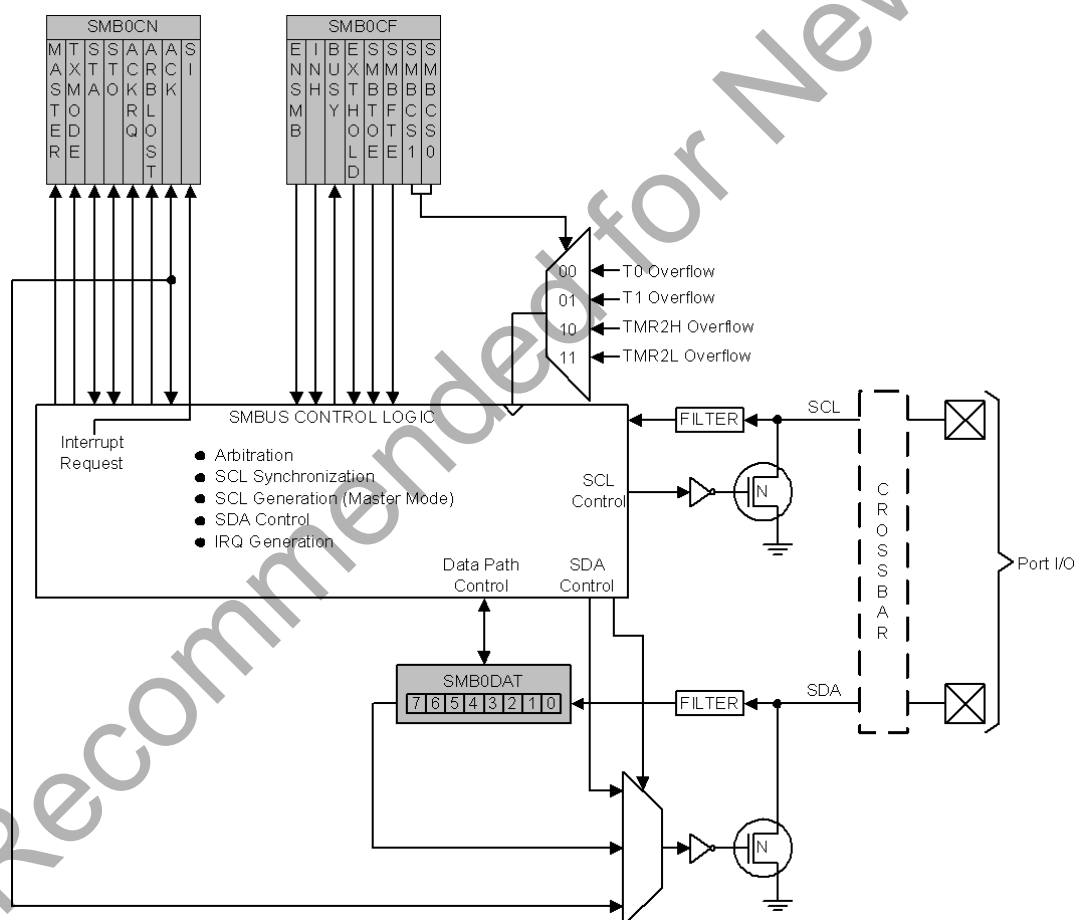 SMB0CN
MASTER
TXMODE
STA
STO
ACKRQ
ARBLOST
ACK
SI
SMB0CF
ENSMB
INH
BUSY
EXTHOLD
SMBTOE
SMBFTE
SMBCS1
SMBCS0
00
01
10
11
T0 Overflow
T1 Overflow
TMR2H Overflow
TMR2L Overflow
SMBUS CONTROL LOGIC
Interrupt
Request
Arbitration
SCL Synchronization
SCL Generation (Master Mode)
SDA Control
IRQ Generation
SCL
Control
Data Path
Control
SDA
Control
FILTER
SCL
N
CROSSBAR
Port I/O
SMB0DAT
7 6 5 4 3 2 1 0
FILTER
SDA
N
Recommended for New